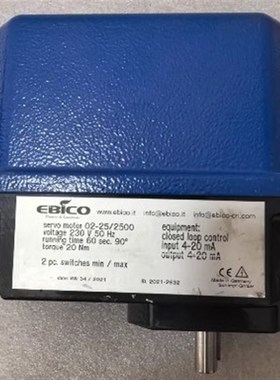 EBICO
www.ebico.it www.ebico.it www.ebico-cn.com
servo motor 02-25/2500
voltage 230 V 50 Hz
running time 60 sec. 90°
torque 20 Nm
2 pc. switches min / max
equipment:
closed loop control
input 4-20 mA
output 4-20 mA
Made in Germany